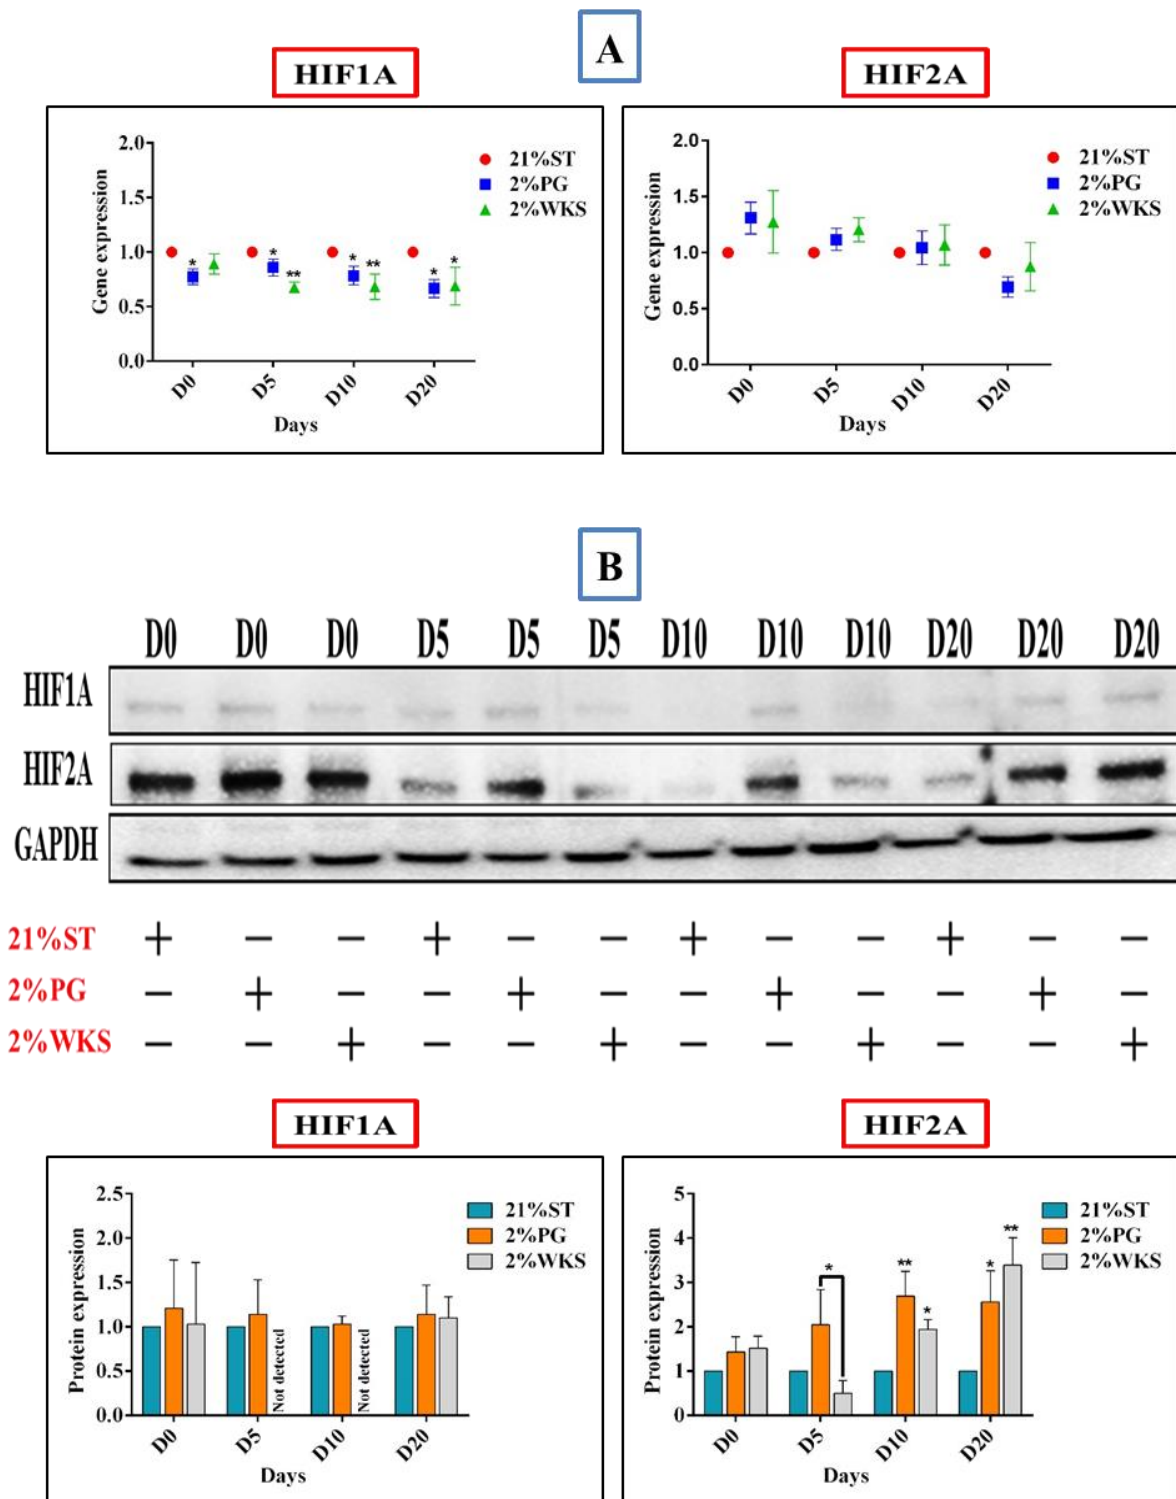 A
HIF1A
HIF2A
2.0
1.5
1.0
0.5
0.0
Gene expression
* * ** * ** * *
D0 D5 D10 D20
Days
21%ST
2%PG
2%WKS
2.0
1.5
1.0
0.5
0.0
Gene expression
D0 D5 D10 D20
Days
21%ST
2%PG
2%WKS
B
D0 D0 D0 D5 D5 D5 D10 D10 D10 D20 D20 D20
HIF1A
HIF2A
GAPDH
21%ST + − − + − − + − − + − −
2%PG − + − − + − − + − − + −
2%WKS − − + − − + − − + − − +
HIF1A
HIF2A
2.5
2.0
1.5
1.0
0.5
0.0
Protein expression
Not detected
Not detected
D0 D5 D10 D20
Days
21%ST
2%PG
2%WKS
5
4
3
2
1
0
Protein expression
* ** * * **
D0 D5 D10 D20
Days
21%ST
2%PG
2%WKS